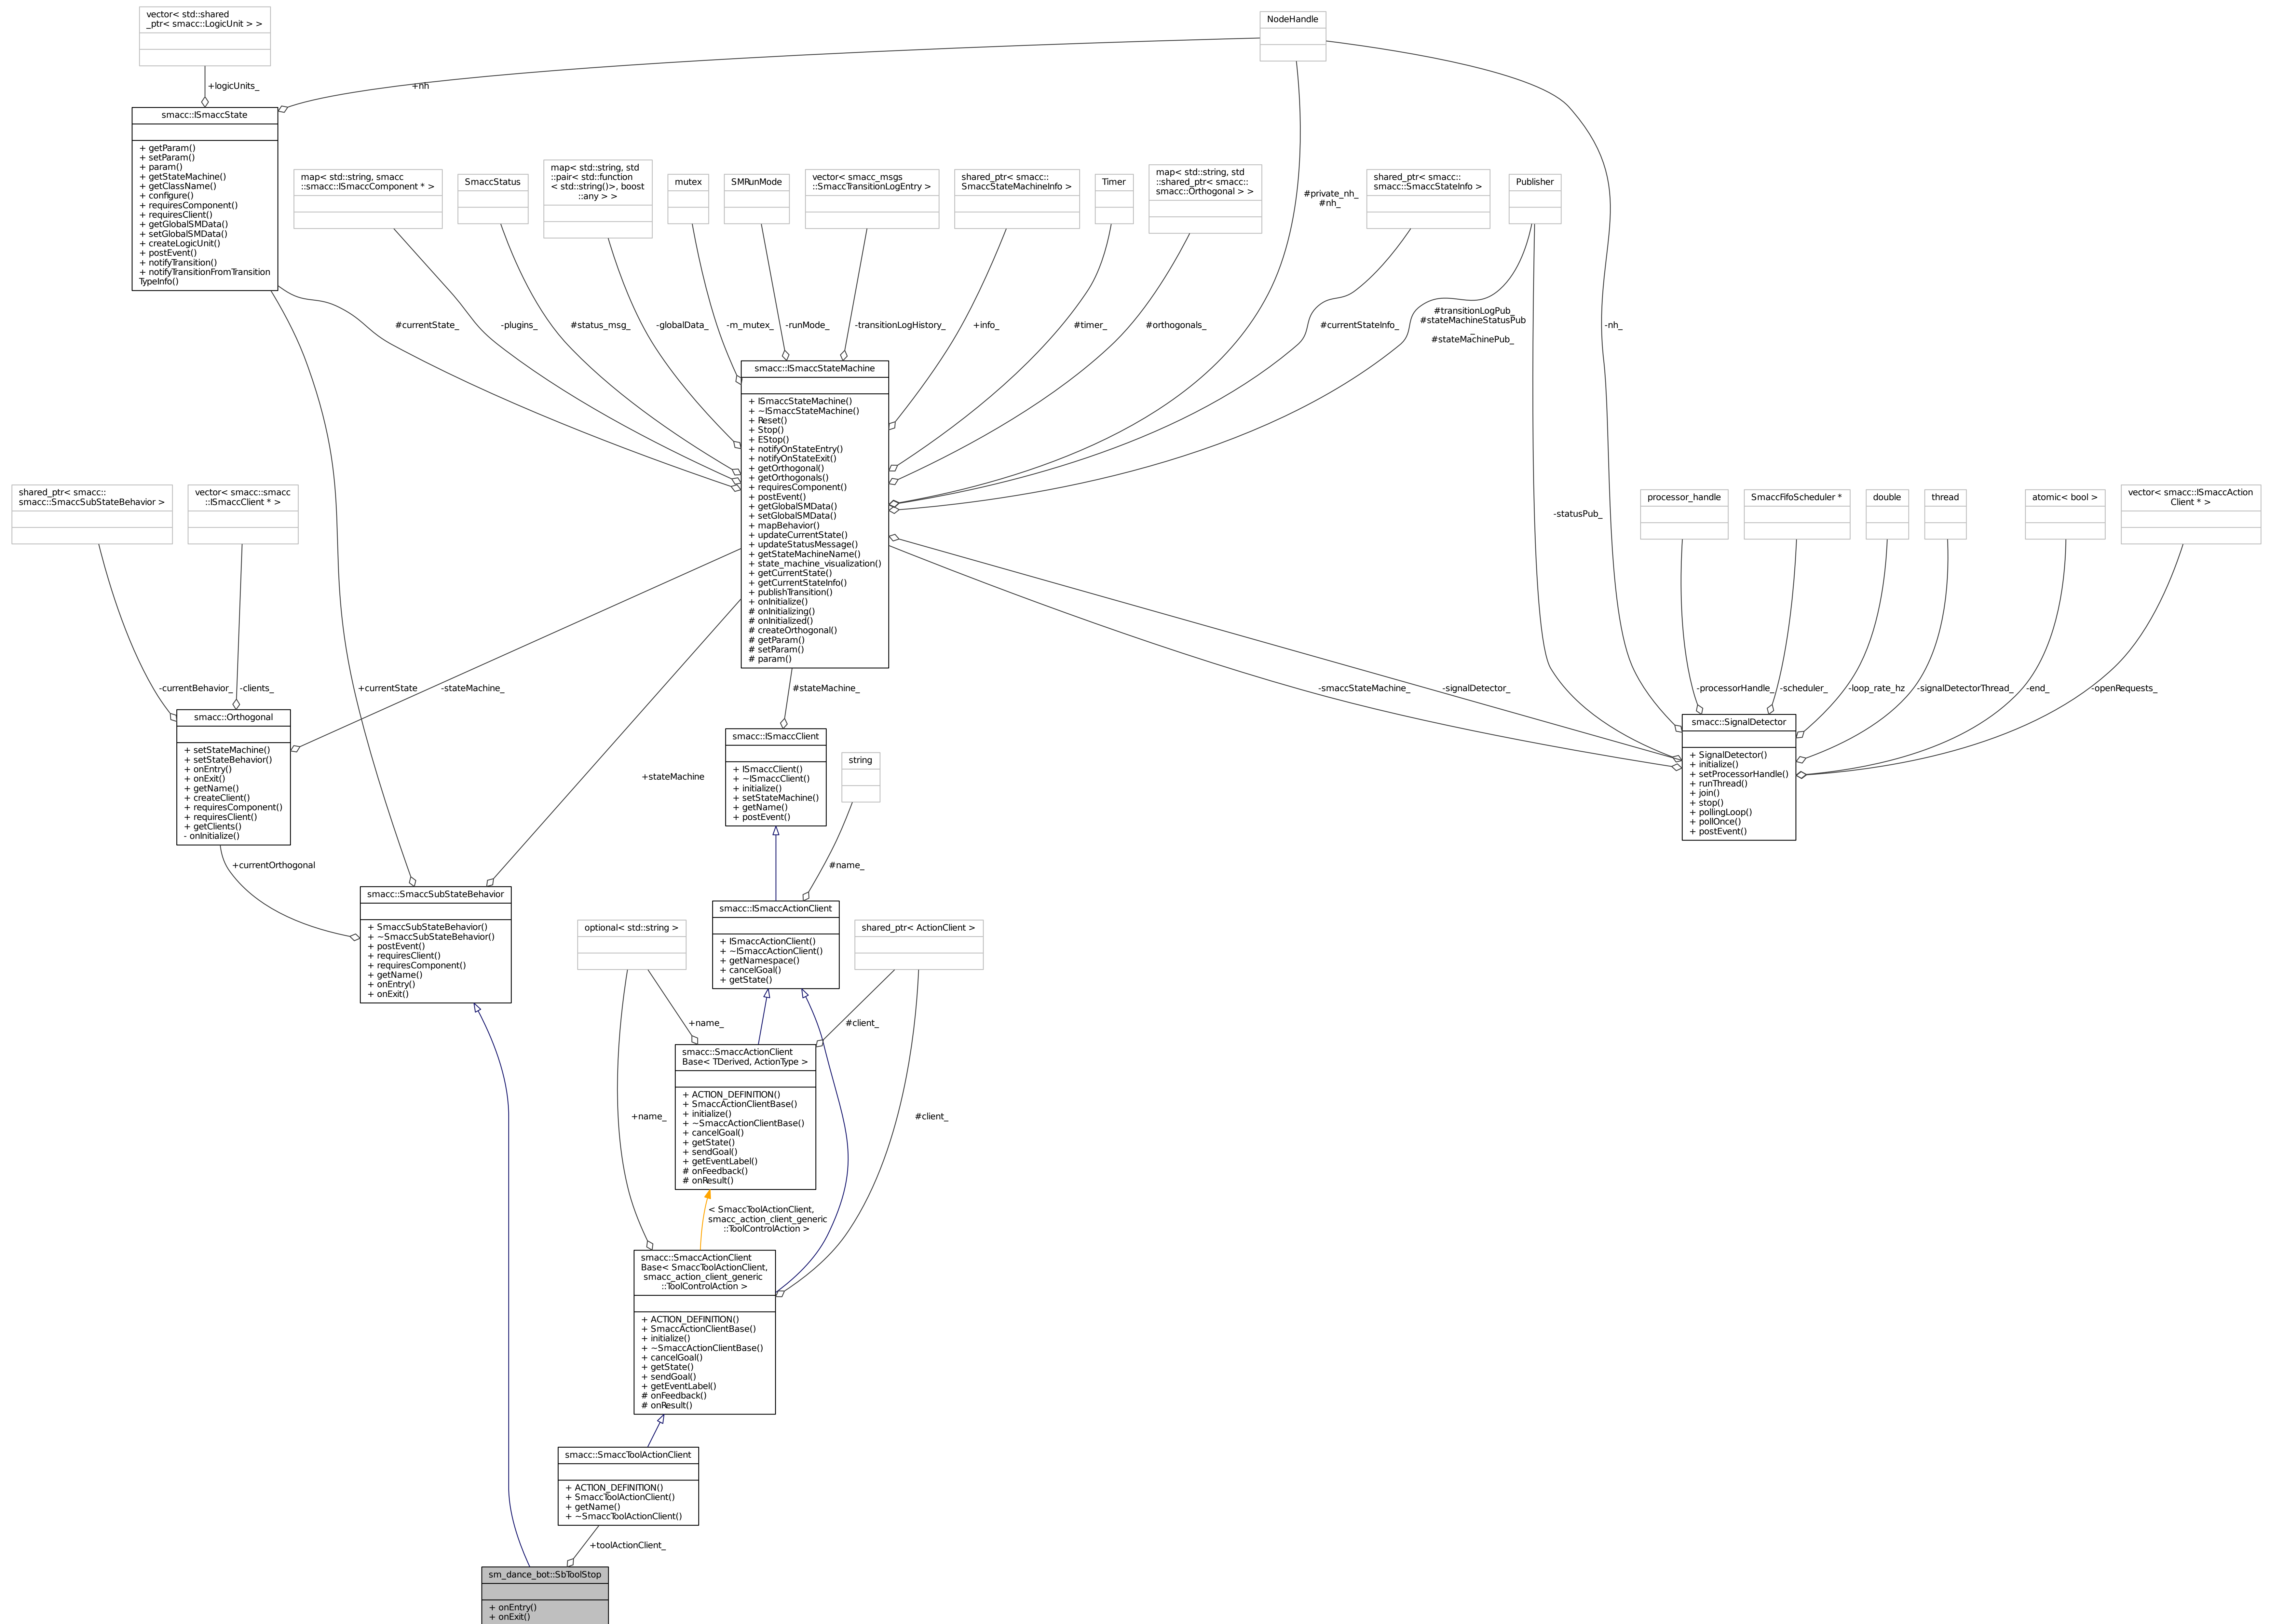 vector< std::shared
_ptr< smacc::LogicUnit > >
NodeHandle
+logicUnits_
+nh
smacc::ISmaccState
+ getParam()
+ setParam()
+ param()
+ getStateMachine()
+ getClassName()
+ configure()
+ requiresComponent()
+ requiresClient()
+ getGlobalSMData()
+ setGlobalSMData()
+ createLogicUnit()
+ postEvent()
+ notifyTransition()
+ notifyTransitionFromTransition
TypeInfo()
map< std::string, smacc
::smacc::ISmaccComponent * >
SmaccStatus
map< std::string, std
::pair< std::function
< std::string()>, boost
::any > >
mutex
SMRunMode
vector< smacc_msgs
::SmaccTransitionLogEntry >
shared_ptr< smacc::
SmaccStateMachineInfo >
Timer
map< std::string, std
::shared_ptr< smacc::
smacc::Orthogonal > >
#private_nh_
#nh_
shared_ptr< smacc::
smacc::SmaccStateInfo >
Publisher
#currentState_
-plugins_
#status_msg_
-globalData_
-m_mutex_
-runMode_
-transitionLogHistory_
+info_
#timer_
#orthogonals_
#currentStateInfo_
#transitionLogPub_
#stateMachineStatusPub
_
#stateMachinePub_
-nh_
smacc::ISmaccStateMachine
+ ISmaccStateMachine()
+ ~ISmaccStateMachine()
+ Reset()
+ Stop()
+ EStop()
+ notifyOnStateEntry()
+ notifyOnStateExit()
+ getOrthogonal()
+ getOrthogonals()
+ requiresComponent()
+ postEvent()
+ getGlobalSMData()
+ setGlobalSMData()
+ mapBehavior()
+ updateCurrentState()
+ updateStatusMessage()
+ getStateMachineName()
+ state_machine_visualization()
+ getCurrentState()
+ getCurrentStateInfo()
+ publishTransition()
+ onInitialize()
# onInitializing()
# onInitialized()
# createOrthogonal()
# getParam()
# setParam()
# param()
shared_ptr< smacc::
smacc::SmaccSubStateBehavior >
vector< smacc::smacc
::ISmaccClient * >
-statusPub_
processor_handle
SmaccFifoScheduler *
double
thread
atomic< bool >
vector< smacc::ISmaccAction
Client * >
-currentBehavior_
-clients_
+currentState
-stateMachine_
#stateMachine_
-smaccStateMachine_
-signalDetector_
-processorHandle_
-scheduler_
-loop_rate_hz
-signalDetectorThread_
-end_
-openRequests_
smacc::Orthogonal
+ setStateMachine()
+ setStateBehavior()
+ onEntry()
+ onExit()
+ getName()
+ createClient()
+ requiresComponent()
+ requiresClient()
+ getClients()
- onInitialize()
smacc::SignalDetector
+ SignalDetector()
+ initialize()
+ setProcessorHandle()
+ runThread()
+ join()
+ stop()
+ pollingLoop()
+ pollOnce()
+ postEvent()
+stateMachine
smacc::ISmaccClient
+ ISmaccClient()
+ ~ISmaccClient()
+ initialize()
+ setStateMachine()
+ getName()
+ postEvent()
string
+currentOrthogonal
#name_
smacc::SmaccSubStateBehavior
+ SmaccSubStateBehavior()
+ ~SmaccSubStateBehavior()
+ postEvent()
+ requiresClient()
+ requiresComponent()
+ getName()
+ onEntry()
+ onExit()
optional< std::string >
smacc::ISmaccActionClient
+ ISmaccActionClient()
+ ~ISmaccActionClient()
+ getNamespace()
+ cancelGoal()
+ getState()
shared_ptr< ActionClient >
+name_
#client_
smacc::SmaccActionClient
Base< TDerived, ActionType >
+ ACTION_DEFINITION()
+ SmaccActionClientBase()
+ initialize()
+ ~SmaccActionClientBase()
+ cancelGoal()
+ getState()
+ sendGoal()
+ getEventLabel()
# onFeedback()
# onResult()
+name_
#client_
< SmaccToolActionClient,
smacc_action_client_generic
::ToolControlAction >
smacc::SmaccActionClient
Base< SmaccToolActionClient,
smacc_action_client_generic
::ToolControlAction >
+ ACTION_DEFINITION()
+ SmaccActionClientBase()
+ initialize()
+ ~SmaccActionClientBase()
+ cancelGoal()
+ getState()
+ sendGoal()
+ getEventLabel()
# onFeedback()
# onResult()
smacc::SmaccToolActionClient
+ ACTION_DEFINITION()
+ SmaccToolActionClient()
+ getName()
+ ~SmaccToolActionClient()
+toolActionClient_
sm_dance_bot::SbToolStop
+ onEntry()
+ onExit()